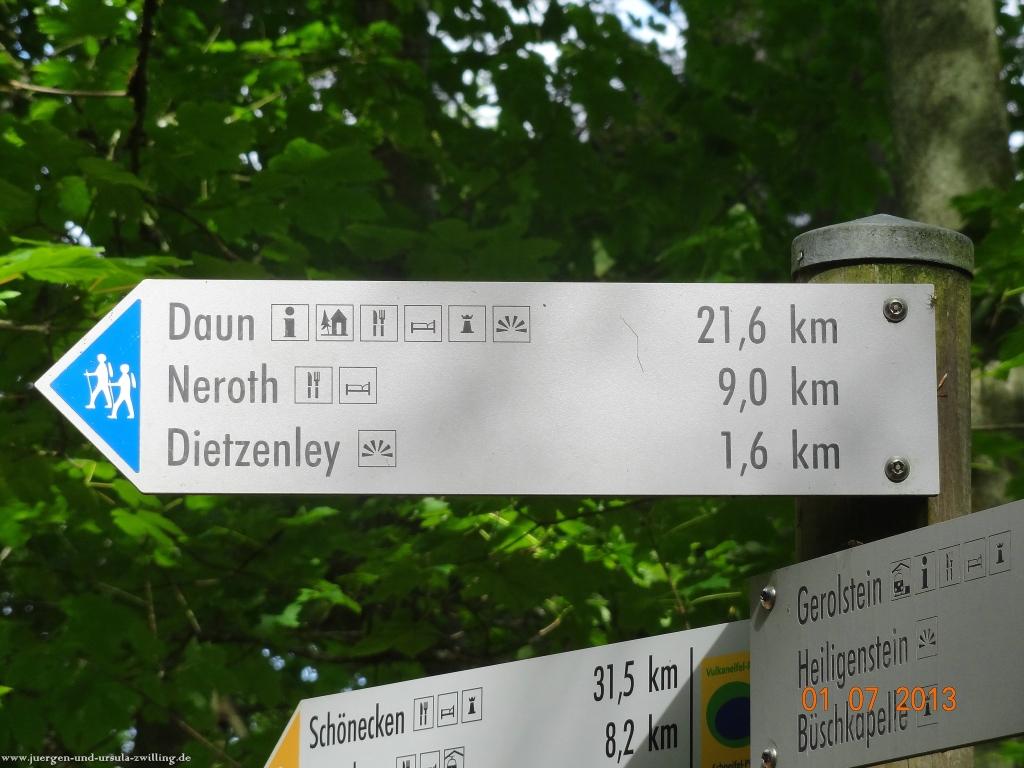 Daun 21,6 km
Neroth 9,0 km
Dietzenley 1,6 km
Gerolstein
Heiligenstein
Büschkapelle
Schönecken 31,5 km
8,2 km
01 07 2013
www.juergen-und-ursula-zwilling.de